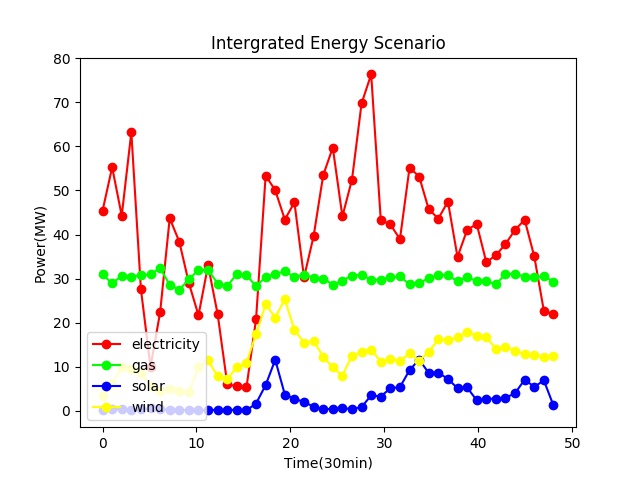 Intergrated Energy Scenario
Power(MW)
80
70
60
50
40
30
20
10
0
electricity
gas
solar
wind
0 10 20 30 40 50
Time(30min)